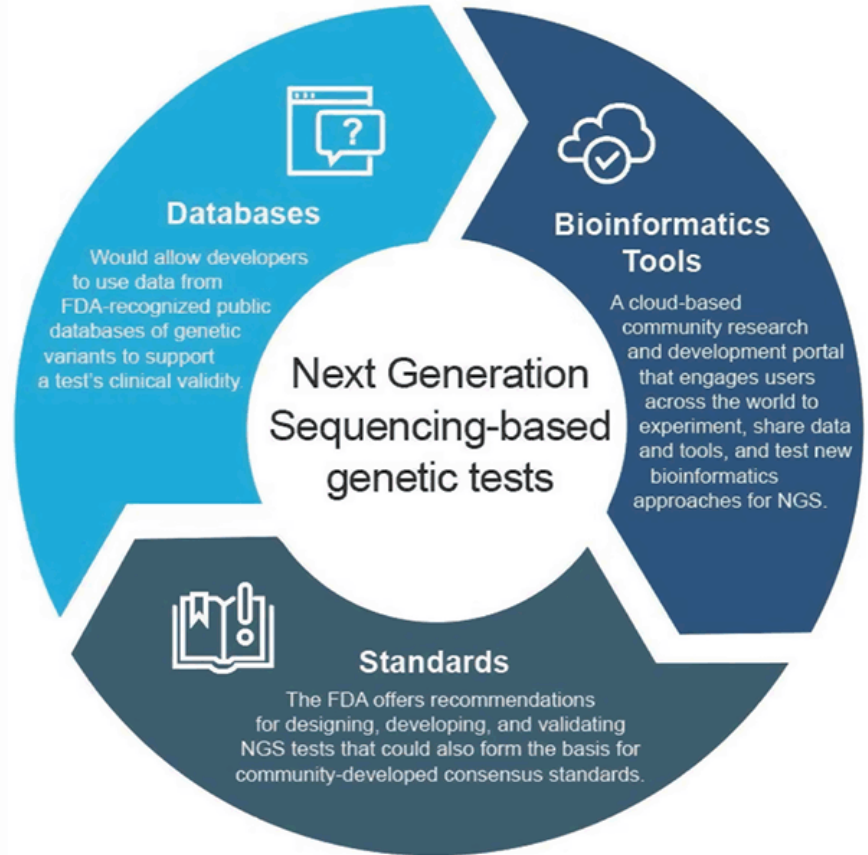 Databases
Would allow developers
to use data from
FDA-recognized public
databases of genetic
variants to support
a test's clinical validity.
Bioinformatics
Tools
A cloud-based
community research
and development portal
that engages users
across the world to
experiment, share data
and tools, and test new
bioinformatics
approaches for NGS.
Next Generation
Sequencing-based
genetic tests
Standards
The FDA offers recommendations
for designing, developing, and validating
NGS tests that could also form the basis for
community-developed consensus standards.